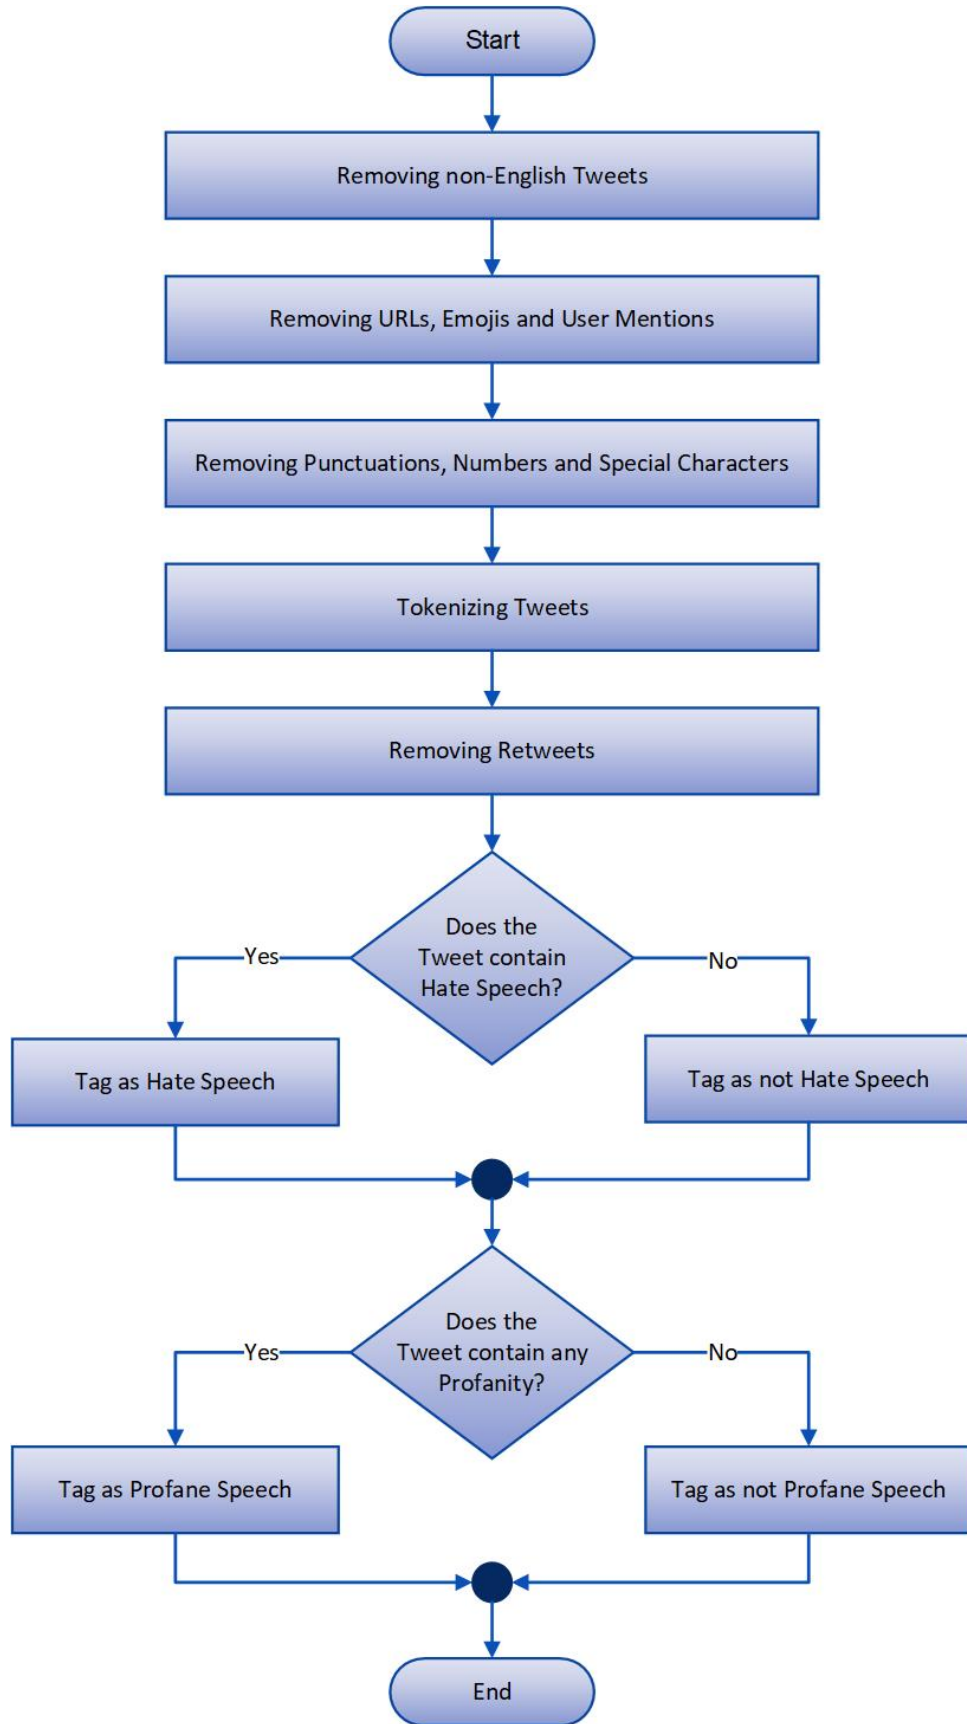 Start
Removing non-English Tweets
Removing URLs, Emojis and User Mentions
Removing Punctuations, Numbers and Special Characters
Tokenizing Tweets
Removing Retweets
Does the
Tweet contain
Hate Speech?
Yes
No
Tag as Hate Speech
Tag as not Hate Speech
Does the
Tweet contain any
Profanity?
Yes
No
Tag as Profane Speech
Tag as not Profane Speech
End